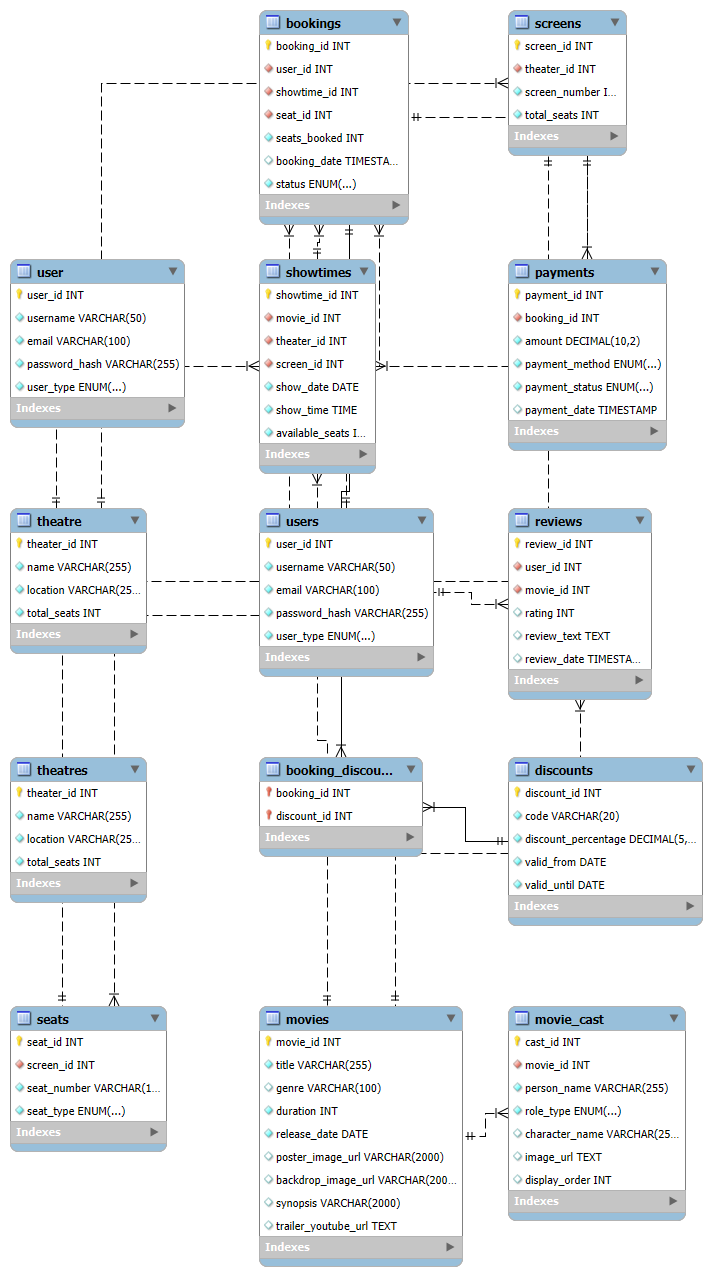 bookings
booking_id INT
user_id INT
showtime_id INT
seat_id INT
seats_booked INT
booking_date TIMESTA...
status ENUM(...)
Indexes
screens
screen_id INT
theater_id INT
screen_number I...
total_seats INT
Indexes
user
user_id INT
username VARCHAR(50)
email VARCHAR(100)
password_hash VARCHAR(255)
user_type ENUM(...)
Indexes
showtimes
showtime_id INT
movie_id INT
theater_id INT
screen_id INT
show_date DATE
show_time TIME
available_seats I...
Indexes
payments
payment_id INT
booking_id INT
amount DECIMAL(10,2)
payment_method ENUM(...)
payment_status ENUM(...)
payment_date TIMESTAMP
Indexes
theatre
theater_id INT
name VARCHAR(255)
location VARCHAR(25...
total_seats INT
Indexes
users
user_id INT
username VARCHAR(50)
email VARCHAR(100)
password_hash VARCHAR(255)
user_type ENUM(...)
Indexes
reviews
review_id INT
user_id INT
movie_id INT
rating INT
review_text TEXT
review_date TIMESTA...
Indexes
theatres
theater_id INT
name VARCHAR(255)
location VARCHAR(25...
total_seats INT
Indexes
booking_discou...
booking_id INT
discount_id INT
Indexes
discounts
discount_id INT
code VARCHAR(20)
discount_percentage DECIMAL(5,...
valid_from DATE
valid_until DATE
Indexes
seats
seat_id INT
screen_id INT
seat_number VARCHAR(1...
seat_type ENUM(...)
Indexes
movies
movie_id INT
title VARCHAR(255)
genre VARCHAR(100)
duration INT
release_date DATE
poster_image_url VARCHAR(2000)
backdrop_image_url VARCHAR(200...
synopsis VARCHAR(2000)
trailer_youtube_url TEXT
Indexes
movie_cast
cast_id INT
movie_id INT
person_name VARCHAR(255)
role_type ENUM(...)
character_name VARCHAR(25...
image_url TEXT
display_order INT
Indexes